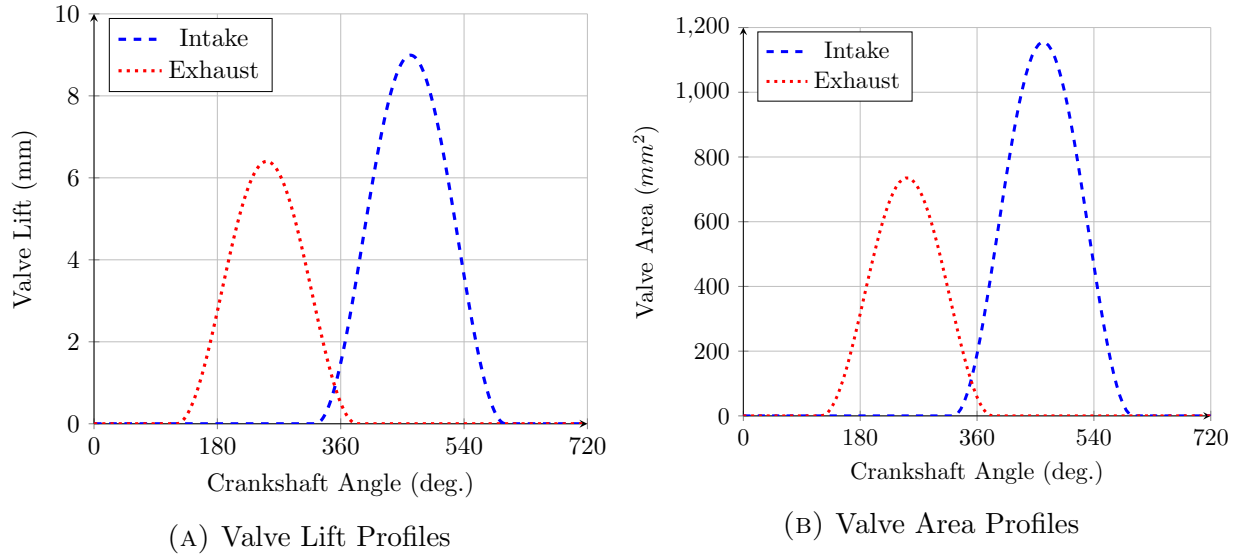 10
8
6
4
2
0
0 180 360 540 720
Valve Lift (mm)
Crankshaft Angle (deg.)
Intake
Exhaust
(A) Valve Lift Profiles
1,200
1,000
800
600
400
200
0
0 180 360 540 720
Valve Area (mm²)
Crankshaft Angle (deg.)
Intake
Exhaust
(B) Valve Area Profiles